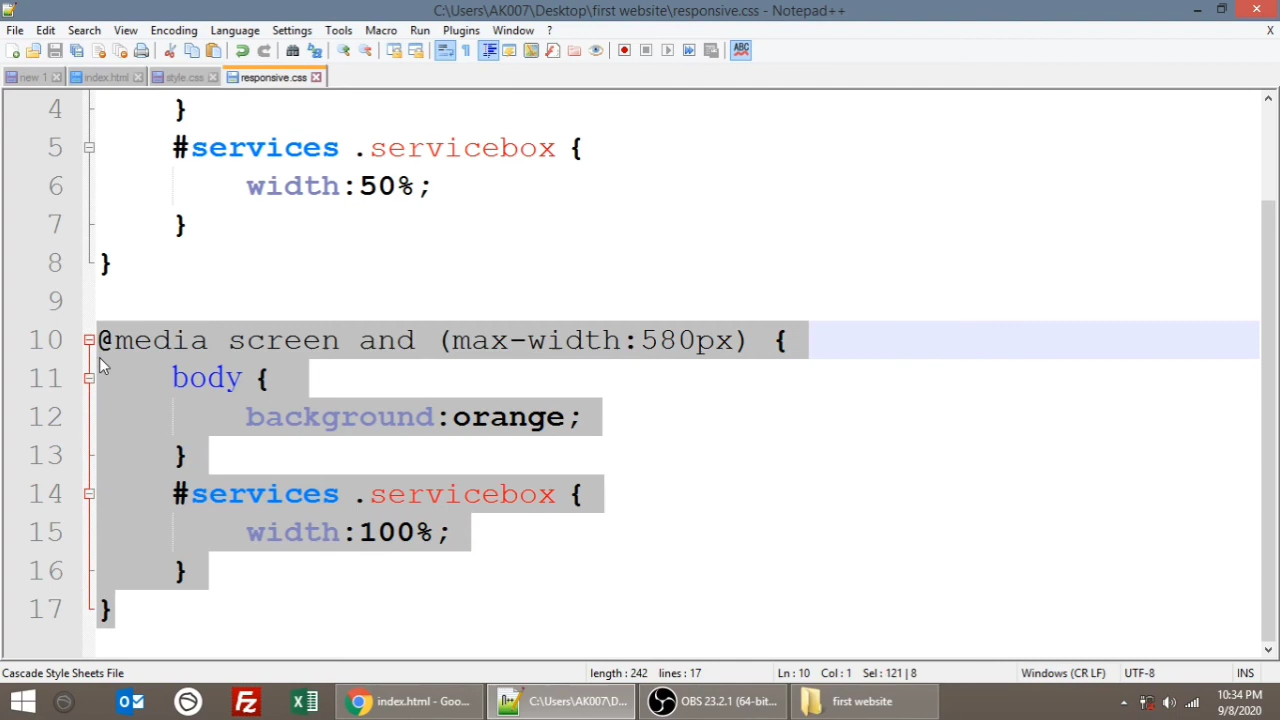 C:\Users\AK007\Desktop\first website\responsive.css - Notepad++
File Edit Search View Encoding Language Settings Tools Macro Run Plugins Window ? X
new 1 index.html style.css responsive.css
4 }
5 #services .servicebox {
6 width:50%;
7 }
8 }
9
10 @media screen and (max-width:580px) {
11 body {
12 background:orange;
13 }
14 #services .servicebox {
15 width:100%;
16 }
17 }
Cascade Style Sheets File length : 242 lines : 17 Ln : 10 Col : 1 Sel : 121 | 8 Windows (CR LF) UTF-8 INS
index.html - Goo... C:\Users\AK007\D... OBS 23.2.1 (64-bit... first website 10:34 PM
9/8/2020